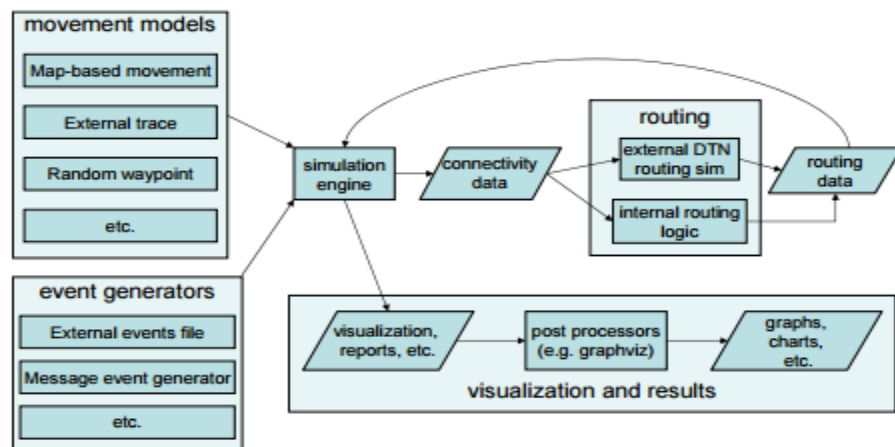 movement models
Map-based movement
External trace
Random waypoint
etc.
event generators
External events file
Message event generator
etc.
simulation
engine
connectivity
data
routing
external DTN
routing sim
internal routing
logic
routing
data
visualization,
reports, etc.
post processors
(e.g. graphviz)
graphs,
charts,
etc.
visualization and results